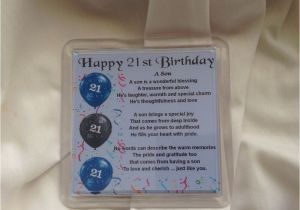 Happy 21st Birthday
A Son
A son is a wonderful blessing
A treasure from above
He's laughter, warmth and special charm
He's thoughtfulness and love
A son brings a special joy
That comes from deep inside
And as he grows to adulthood
He fills your heart with pride.
No words can describe the warm memories
The pride and gratitude too
that comes from having a son
To love and cherish ... just like you.
21
21
21